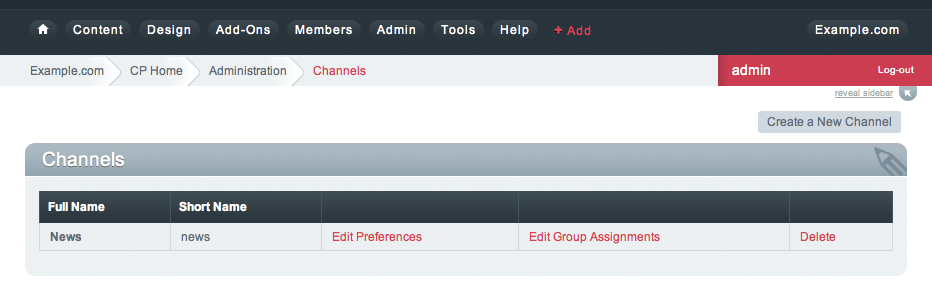 Content Design Add-Ons Members Admin Tools Help + Add Example.com
Example.com CP Home Administration Channels admin Log-out
reveal sidebar
Create a New Channel
Channels
Full Name Short Name
News news Edit Preferences Edit Group Assignments Delete